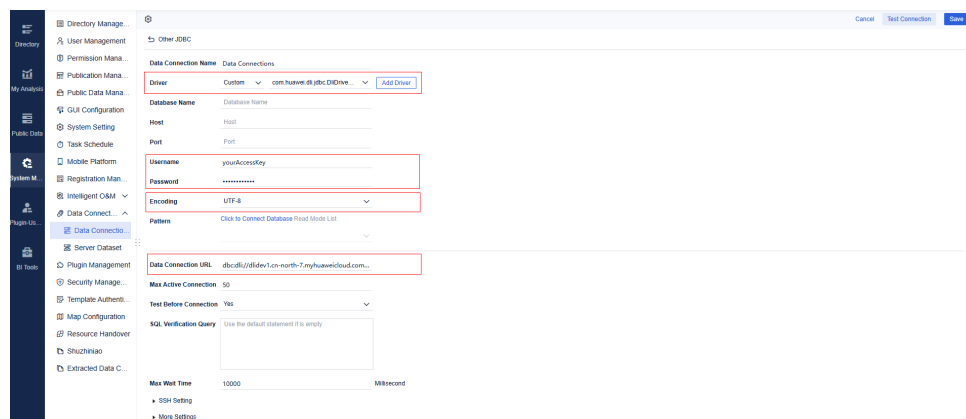 Directory
My Analysis
Public Data
System M...
Plugin-Us...
BI Tools
Directory Manage...
User Management
Permission Mana...
Publication Mana...
Public Data Mana...
GUI Configuration
System Setting
Task Schedule
Mobile Platform
Registration Man...
Intelligent O&M
Data Connect...
Data Connectio...
Server Dataset
Plugin Management
Security Manage...
Template Authenti...
Map Configuration
Resource Handover
Shuzhiniao
Extracted Data C...
Cancel Test Connection Save
Other JDBC
Data Connection Name Data Connections
Driver Custom com.huawei.dli.jdbc.DliDrive... Add Driver
Database Name Database Name
Host Host
Port Port
Username yourAccessKey
Password ••••••••••••
Encoding UTF-8
Pattern Click to Connect Database Read Mode List
Data Connection URL dbc:dli://dlidev1.cn-north-7.myhuaweicloud.com...
Max Active Connection 50
Test Before Connection Yes
SQL Verification Query Use the default statement if is empty
Max Wait Time 10000 Millisecond
SSH Setting
More Settings